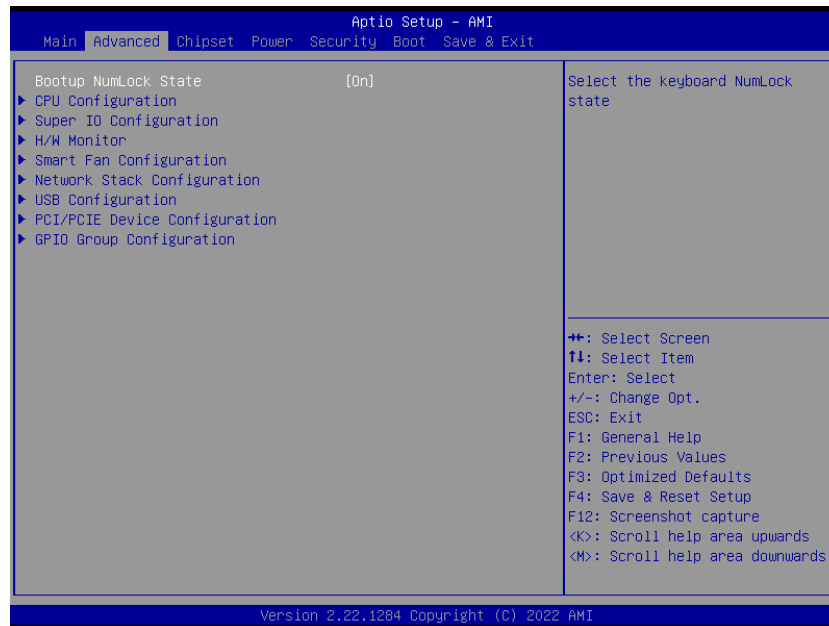 Aptio Setup – AMI
Main Advanced Chipset Power Security Boot Save & Exit
Bootup NumLock State [On]
▶ CPU Configuration
▶ Super IO Configuration
▶ H/W Monitor
▶ Smart Fan Configuration
▶ Network Stack Configuration
▶ USB Configuration
▶ PCI/PCIE Device Configuration
▶ GPIO Group Configuration
Select the keyboard NumLock
state
→←: Select Screen
↑↓: Select Item
Enter: Select
+/-: Change Opt.
ESC: Exit
F1: General Help
F2: Previous Values
F3: Optimized Defaults
F4: Save & Reset Setup
F12: Screenshot capture
<K>: Scroll help area upwards
<M>: Scroll help area downwards
Version 2.22.1284 Copyright (C) 2022 AMI